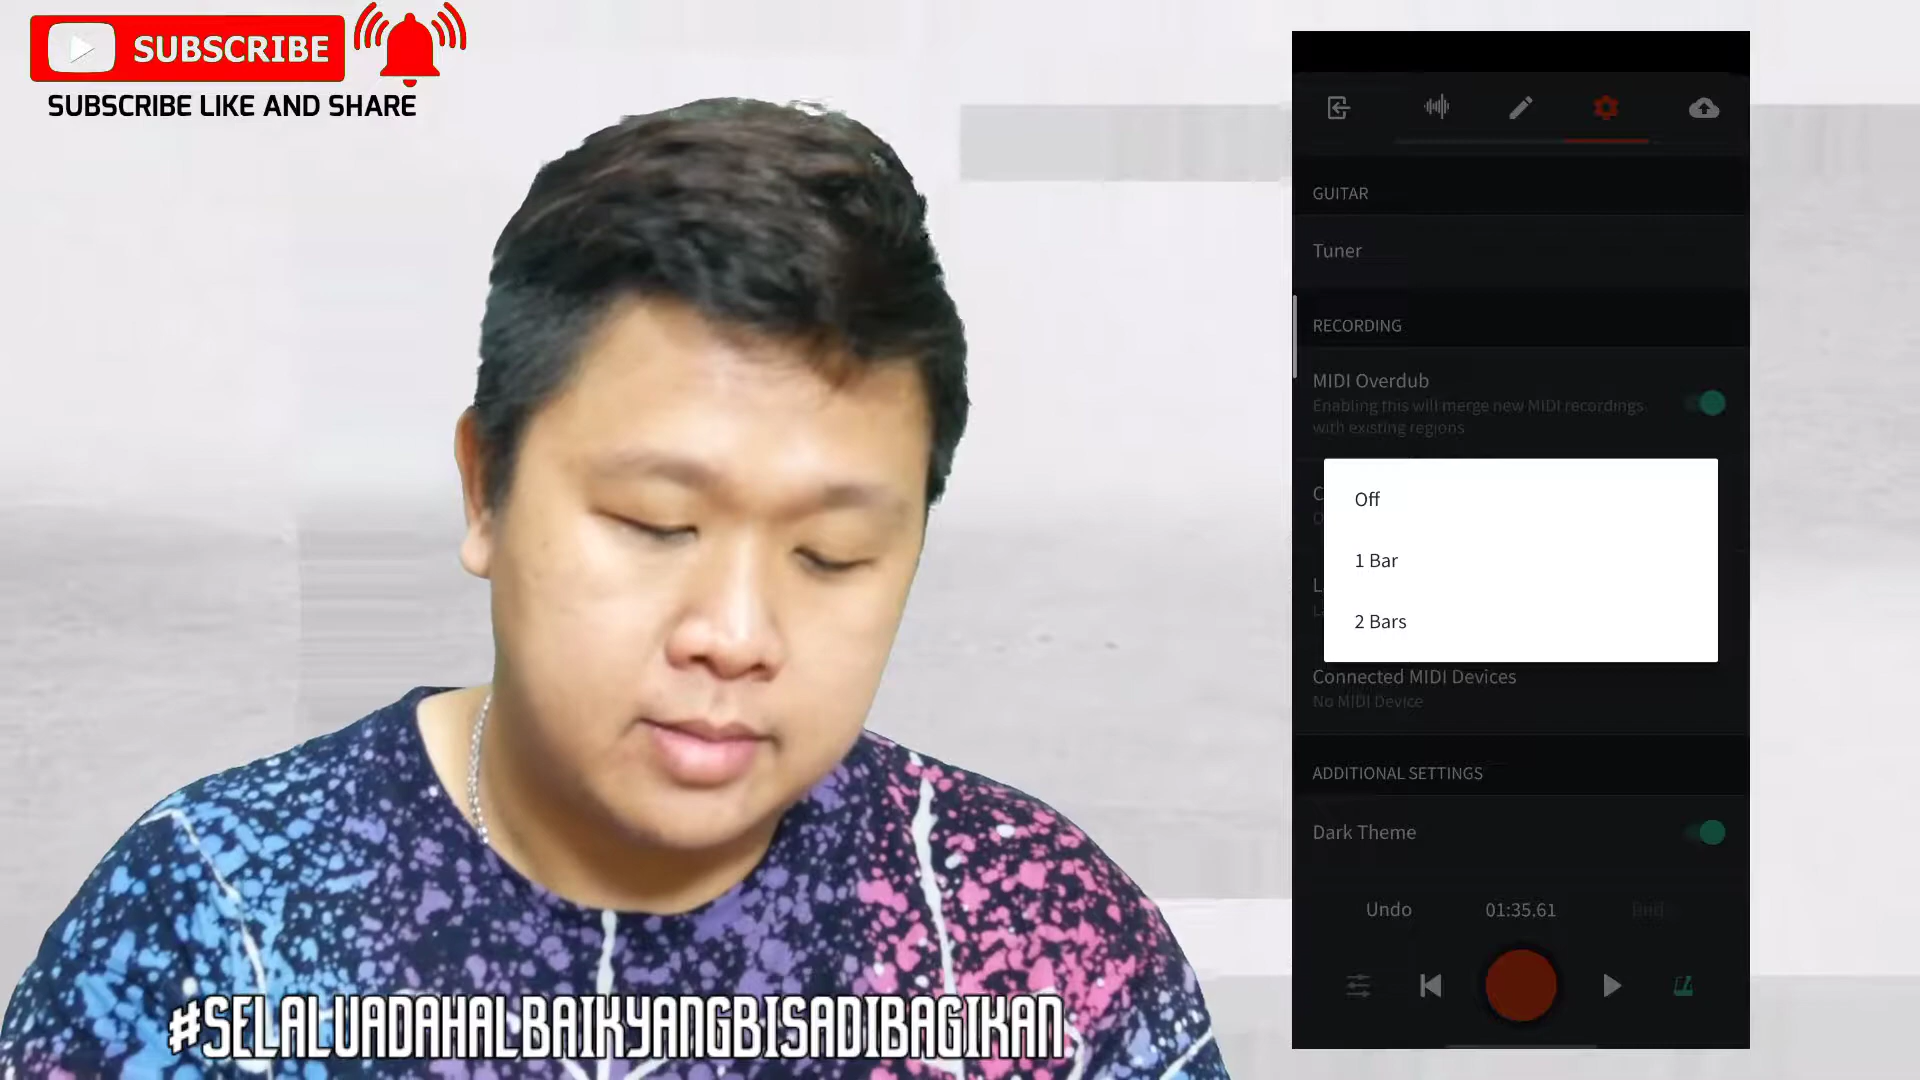 SUBSCRIBE
SUBSCRIBE LIKE AND SHARE
GUITAR
Tuner
RECORDING
MIDI Overdub
Enabling this will merge new MIDI recordings
with existing regions
Off
1 Bar
2 Bars
Connected MIDI Devices
No MIDI Device
ADDITIONAL SETTINGS
Dark Theme
Undo
01:35.61
#SELALUADAHALBAIKYANGBISADIBAGIKAN